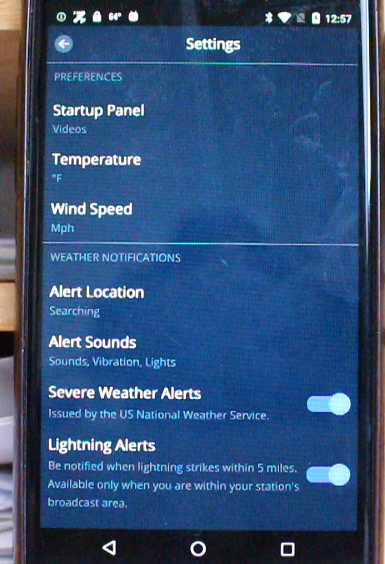 64° 12:57
Settings
PREFERENCES
Startup Panel
Videos
Temperature
°F
Wind Speed
Mph
WEATHER NOTIFICATIONS
Alert Location
Searching
Alert Sounds
Sounds, Vibration, Lights
Severe Weather Alerts
Issued by the US National Weather Service.
Lightning Alerts
Be notified when lightning strikes within 5 miles.
Available only when you are within your station's
broadcast area.